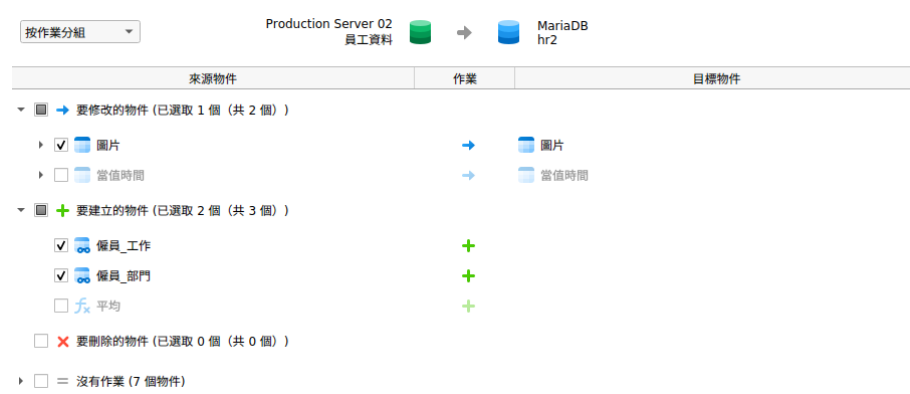 按作業分組
Production Server 02
員工資料
MariaDB
hr2
來源物件 作業 目標物件
要修改的物件 (已選取 1 個（共 2 個）)
圖片 圖片
當值時間 當值時間
要建立的物件 (已選取 2 個（共 3 個）)
僱員_工作
僱員_部門
平均
要刪除的物件 (已選取 0 個（共 0 個）)
沒有作業 (7 個物件)